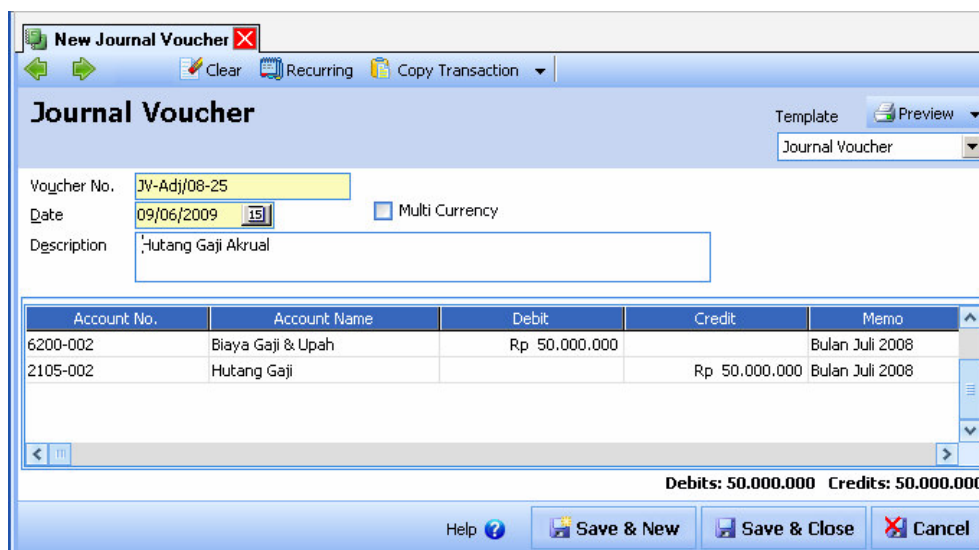 New Journal Voucher
Clear Recurring Copy Transaction
Journal Voucher
Template Preview
Journal Voucher
Voucher No. JV-Adj/08-25
Date 09/06/2009 15 Multi Currency
Description Hutang Gaji Akrual
Account No. Account Name Debit Credit Memo
6200-002 Biaya Gaji & Upah Rp 50.000.000 Bulan Juli 2008
2105-002 Hutang Gaji Rp 50.000.000 Bulan Juli 2008
Debits: 50.000.000 Credits: 50.000.000
Help ? Save & New Save & Close Cancel